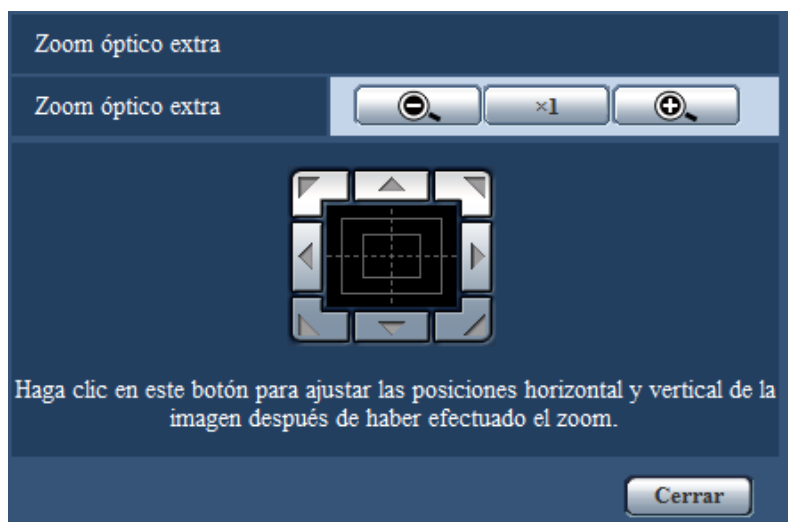 Zoom óptico extra
Zoom óptico extra
×1
Haga clic en este botón para ajustar las posiciones horizontal y vertical de la
imagen después de haber efectuado el zoom.
Cerrar